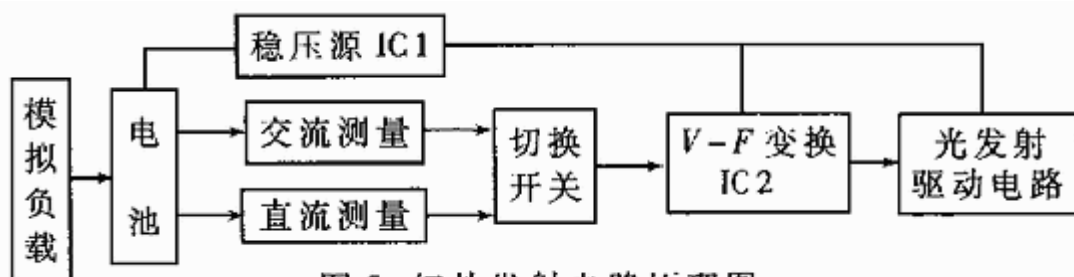 稳压源 IC1
模拟负载
电池
交流测量
直流测量
切换
开关
V-F 变换
IC2
光发射
驱动电路